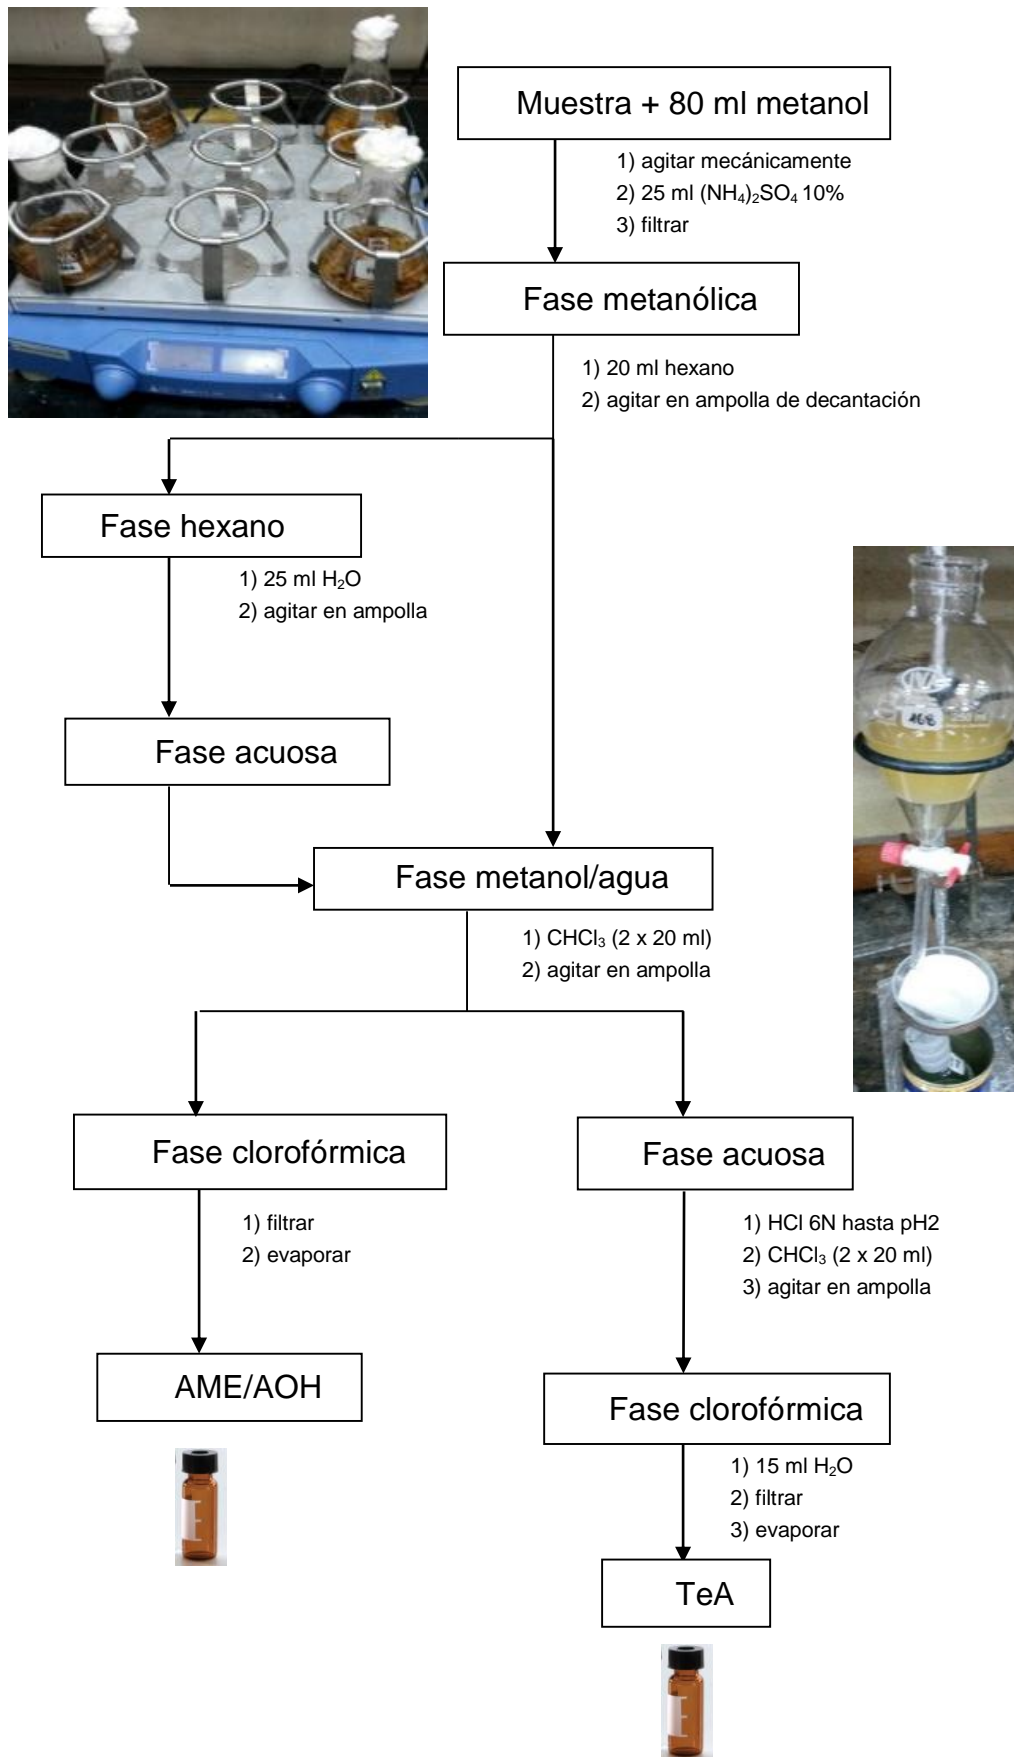 Muestra + 80 ml metanol
1) agitar mecánicamente
2) 25 ml (NH₄)₂SO₄ 10%
3) filtrar
Fase metanólica
1) 20 ml hexano
2) agitar en ampolla de decantación
Fase hexano
1) 25 ml H₂O
2) agitar en ampolla
Fase acuosa
Fase metanol/agua
1) CHCl₃ (2 x 20 ml)
2) agitar en ampolla
Fase clorofórmica
1) filtrar
2) evaporar
AME/AOH
Fase acuosa
1) HCl 6N hasta pH2
2) CHCl₃ (2 x 20 ml)
3) agitar en ampolla
Fase clorofórmica
1) 15 ml H₂O
2) filtrar
3) evaporar
TeA